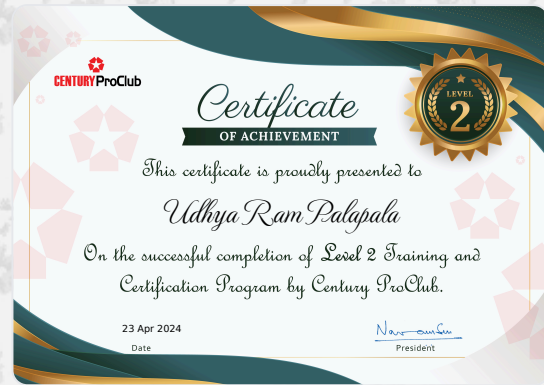 CENTURY ProClub
LEVEL
2
Certificate
OF ACHIEVEMENT
This certificate is proudly presented to
Udhya Ram Palapala
On the successful completion of Level 2 Training and
Certification Program by Century ProClub.
23 Apr 2024
Date
President